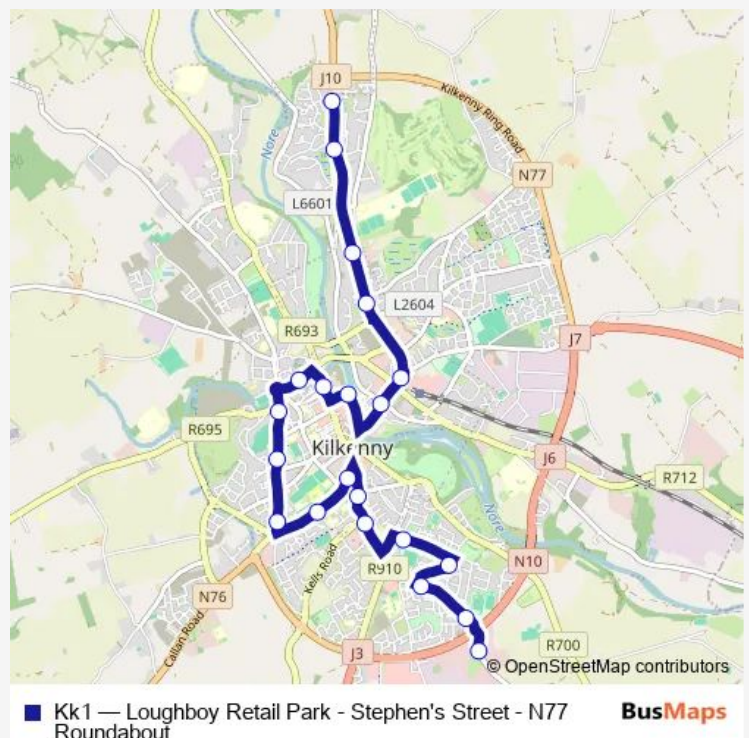 J10
Kilkenny Ring Road
Nore
N77
L6601
L2604
R693
J7
R695
Kilkenny
J6
R712
Nore
Kells Road
R910
N10
N76
Callan Road
J3
R700
© OpenStreetMap contributors
Kk1 — Loughboy Retail Park - Stephen's Street - N77
Roundabout
BusMaps